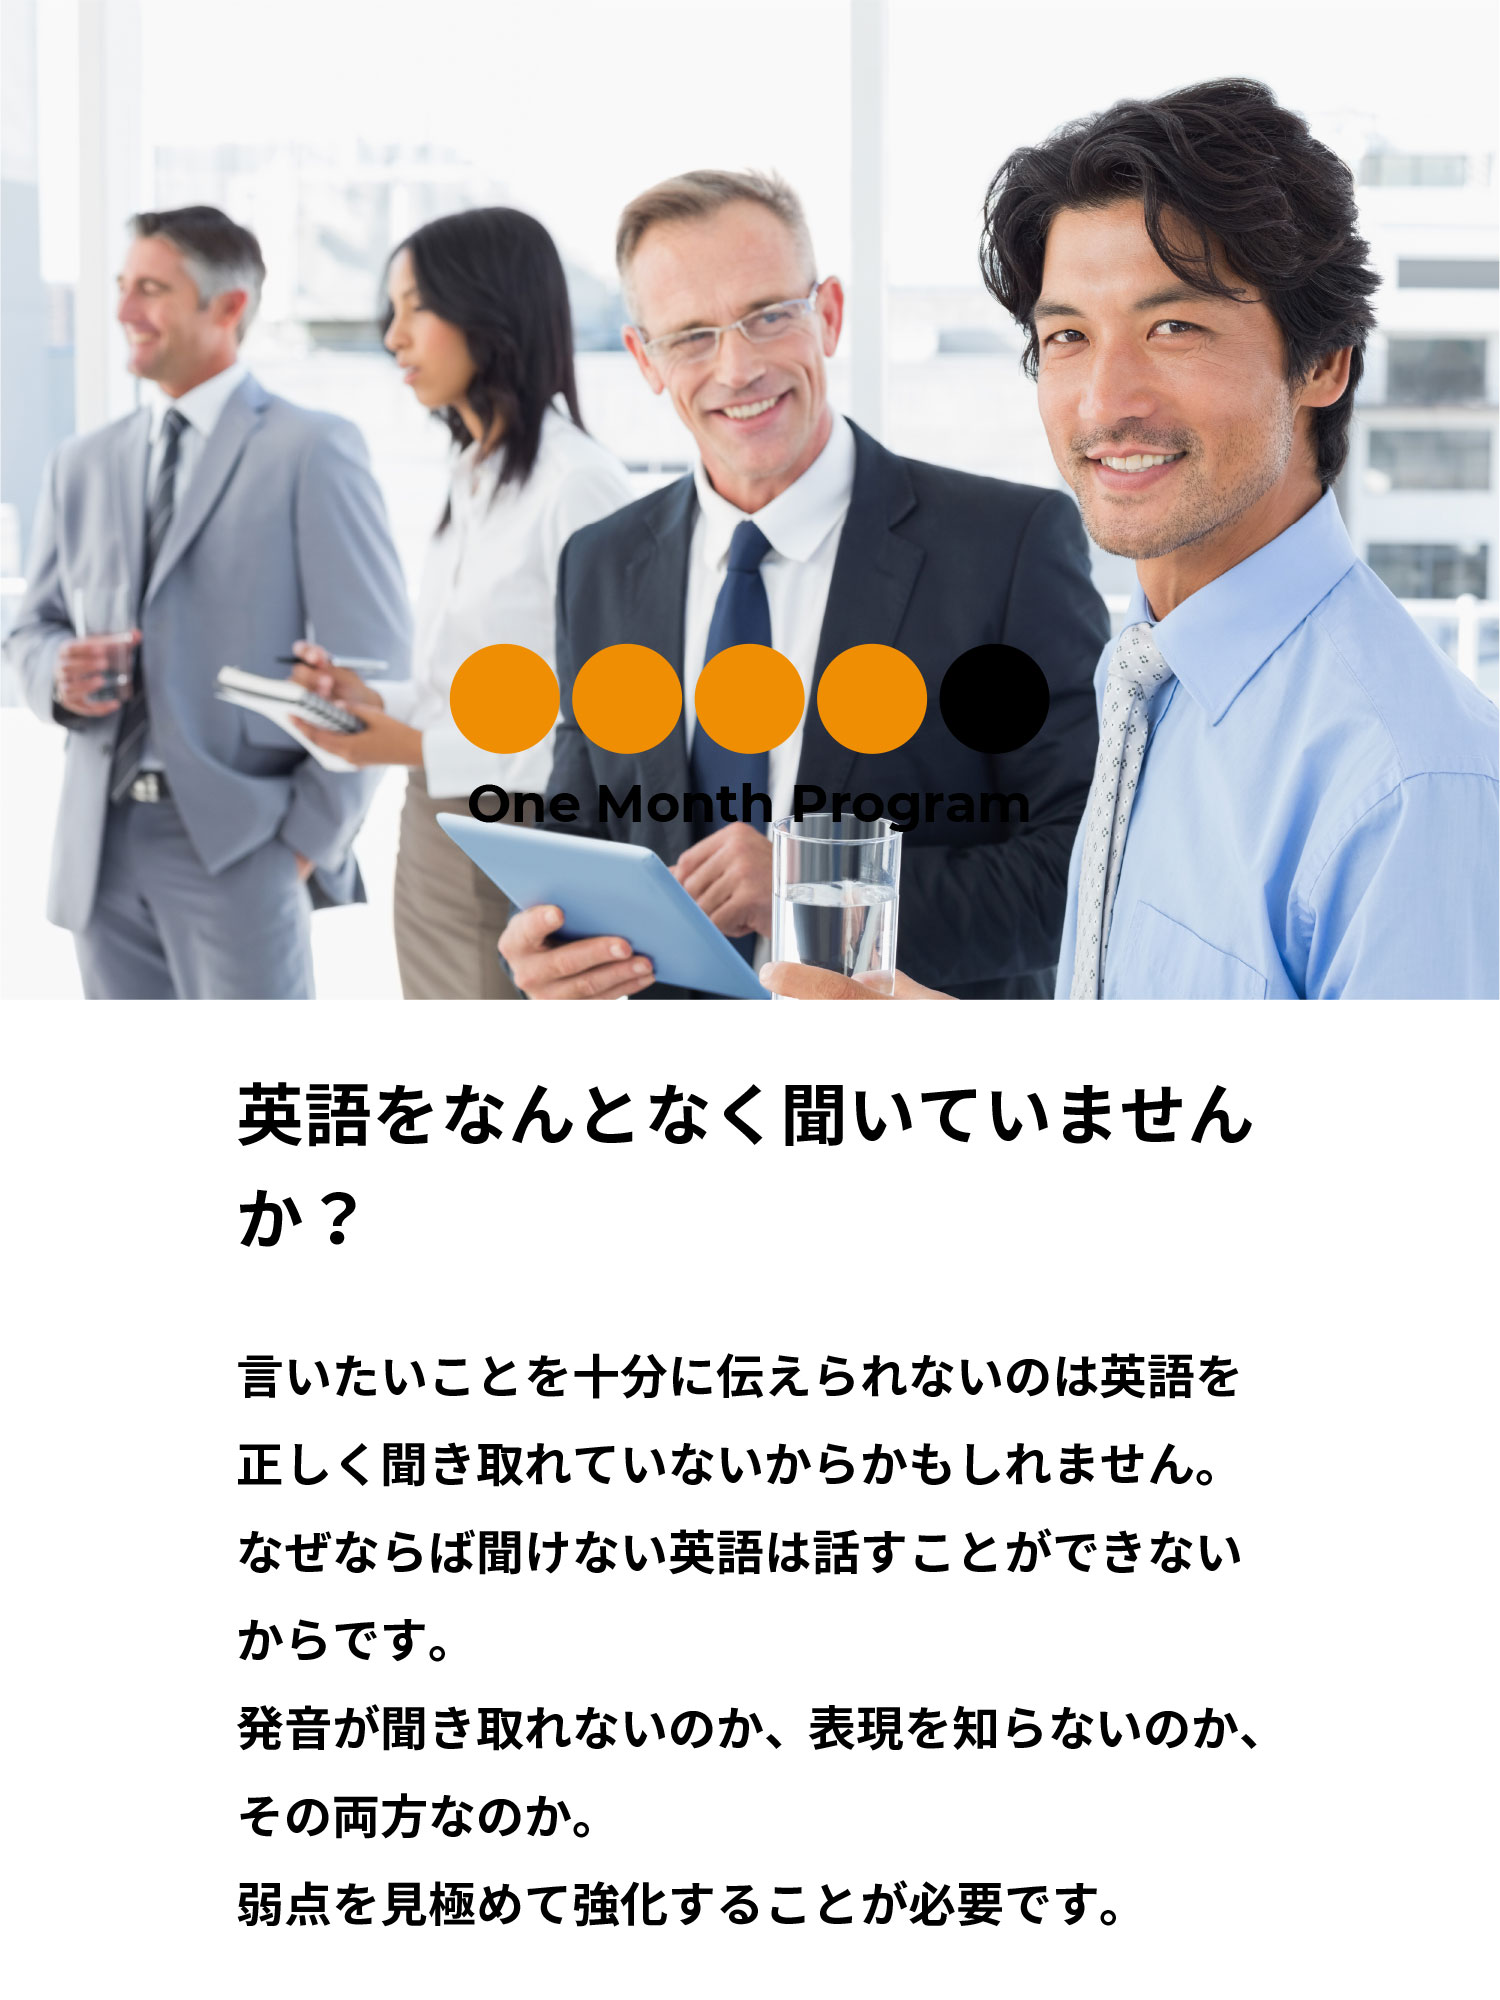 One Month Program
英語をなんとなく聞いていません
か？
言いたいことを十分に伝えられないのは英語を
正しく聞き取れていないからかもしれません。
なぜならば聞けない英語は話すことができない
からです。
発音が聞き取れないのか、表現を知らないのか、
その両方なのか。
弱点を見極めて強化することが必要です。